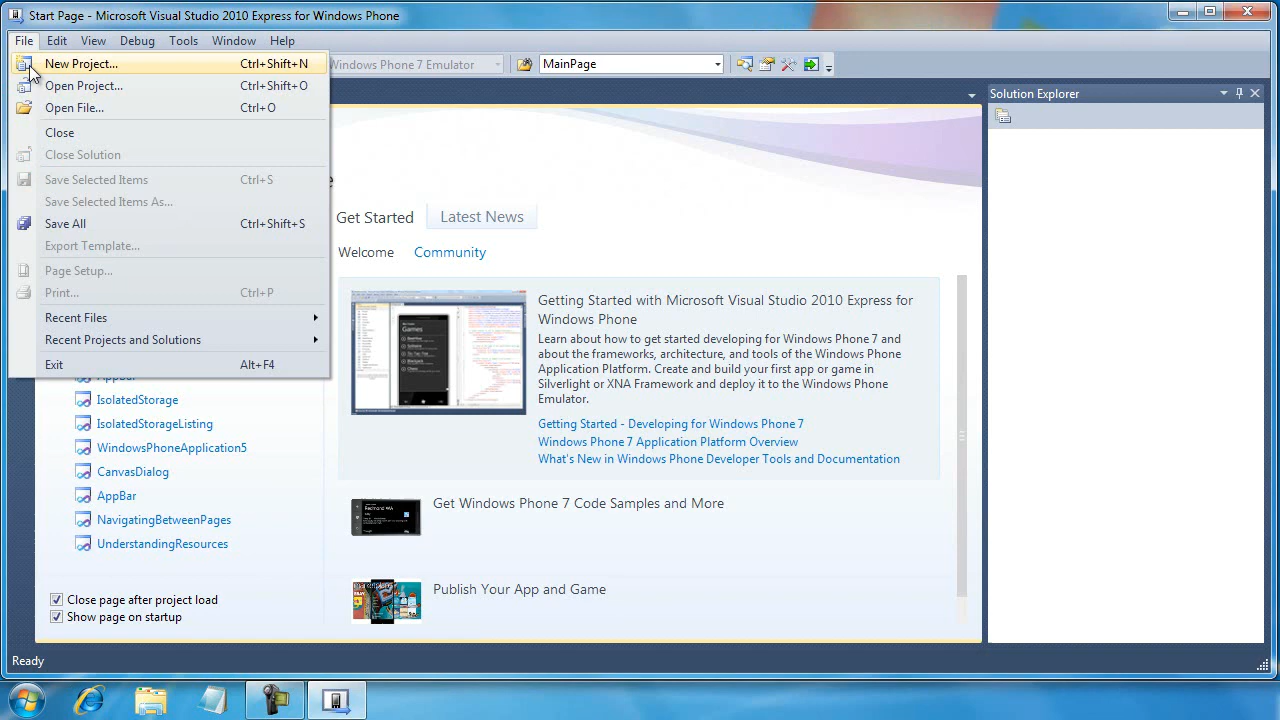 Start Page - Microsoft Visual Studio 2010 Express for Windows Phone
File Edit View Debug Tools Window Help
New Project... Ctrl+Shift+N
Windows Phone 7 Emulator
MainPage
Open Project... Ctrl+Shift+O
Open File... Ctrl+O
Close
Close Solution
Save Selected Items Ctrl+S
Save Selected Items As...
Save All Ctrl+Shift+S
Export Template...
Page Setup...
Print... Ctrl+P
Recent Files
Recent Projects and Solutions
Exit Alt+F4
Solution Explorer
Get Started
Latest News
Welcome
Community
Getting Started with Microsoft Visual Studio 2010 Express for
Windows Phone
Learn about how to get started developing for Windows Phone 7 and
about the framework, architecture, and tools of the Windows Phone
Application Platform. Create and build your first app or game in
Silverlight or XNA Framework and deploy it to the Windows Phone
Emulator.
Getting Started - Developing for Windows Phone 7
Windows Phone 7 Application Platform Overview
What's New in Windows Phone Developer Tools and Documentation
Get Windows Phone 7 Code Samples and More
Publish Your App and Game
IsolatedStorage
IsolatedStorageListing
WindowsPhoneApplication5
CanvasDialog
AppBar
NavigatingBetweenPages
UnderstandingResources
Close page after project load
Show page on startup
Ready